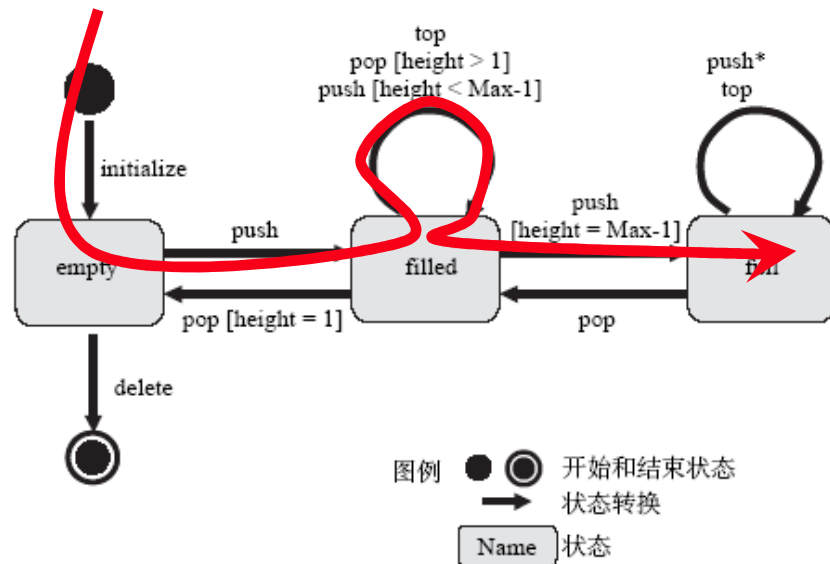 top
pop [height > 1]
push [height < Max-1]
push*
top
initialize
push
push
[height = Max-1]
empty
filled
pop [height = 1]
pop
delete
图例
开始和结束状态
状态转换
Name
状态